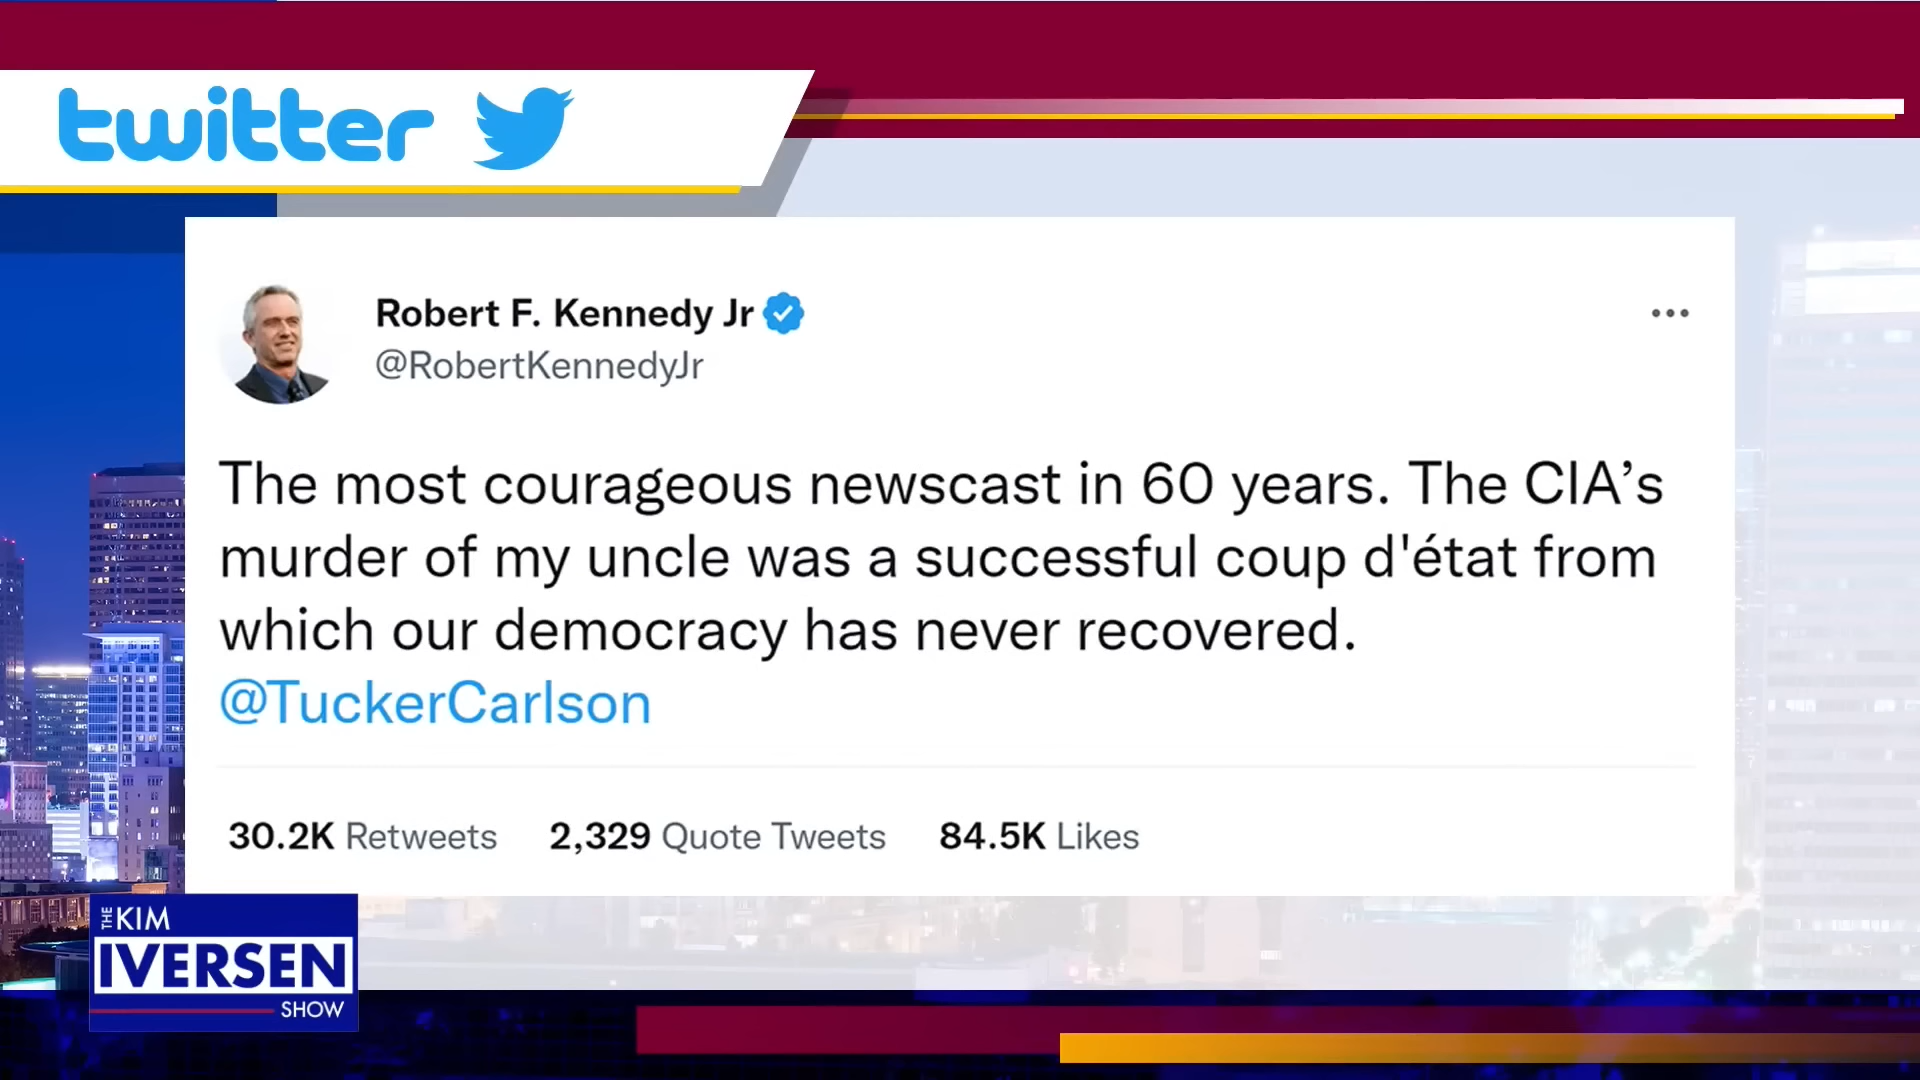 twitter
Robert F. Kennedy Jr
@RobertKennedyJr
The most courageous newscast in 60 years. The CIA’s
murder of my uncle was a successful coup d'état from
which our democracy has never recovered.
@TuckerCarlson
30.2K Retweets 2,329 Quote Tweets 84.5K Likes
THE KIM
IVERSEN
SHOW